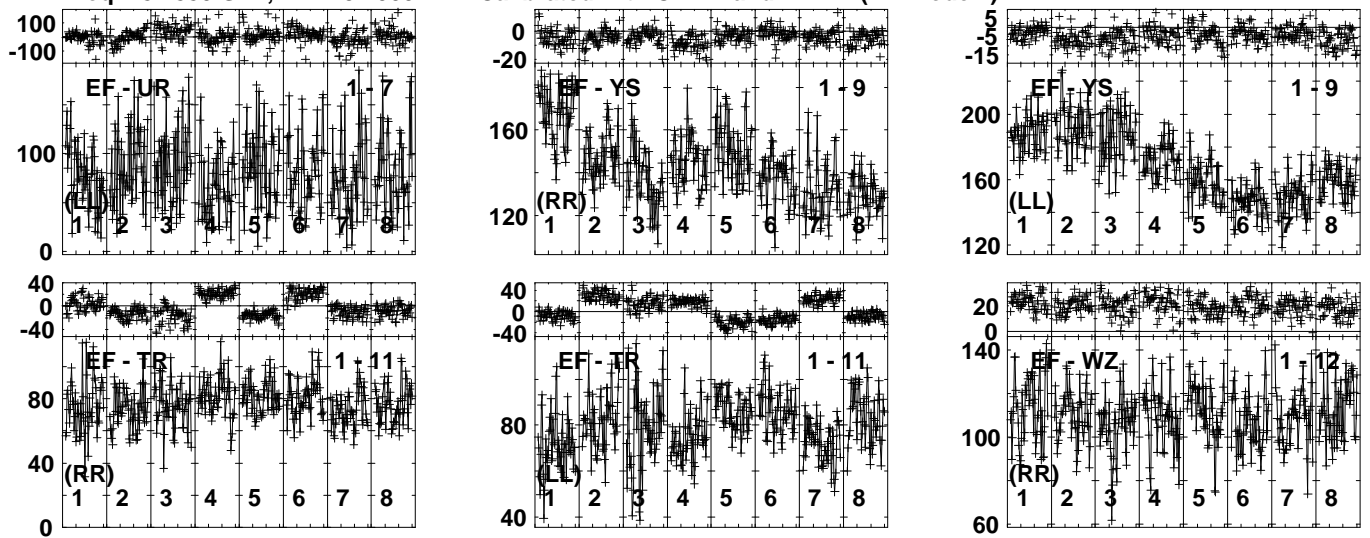 100
-100
EF - UR 1 - 7
100
(LL)
1 2 3 4 5 6 7 8
0
0
-20
EF - YS 1 - 9
160
(RR)
120
1 2 3 4 5 6 7 8
5
-5
-15
EF - YS 1 - 9
200
160
(LL)
1 2 3 4 5 6 7 8
120
40
0
-40
EF - TR 1 - 11
80
40
(RR)
1 2 3 4 5 6 7 8
0
40
0
-40
EF - TR 1 - 11
80
(LL)
1 2 3 4 5 6 7 8
40
20
0
140
EF - WZ 1 - 12
100
(RR)
1 2 3 4 5 6 7 8
60